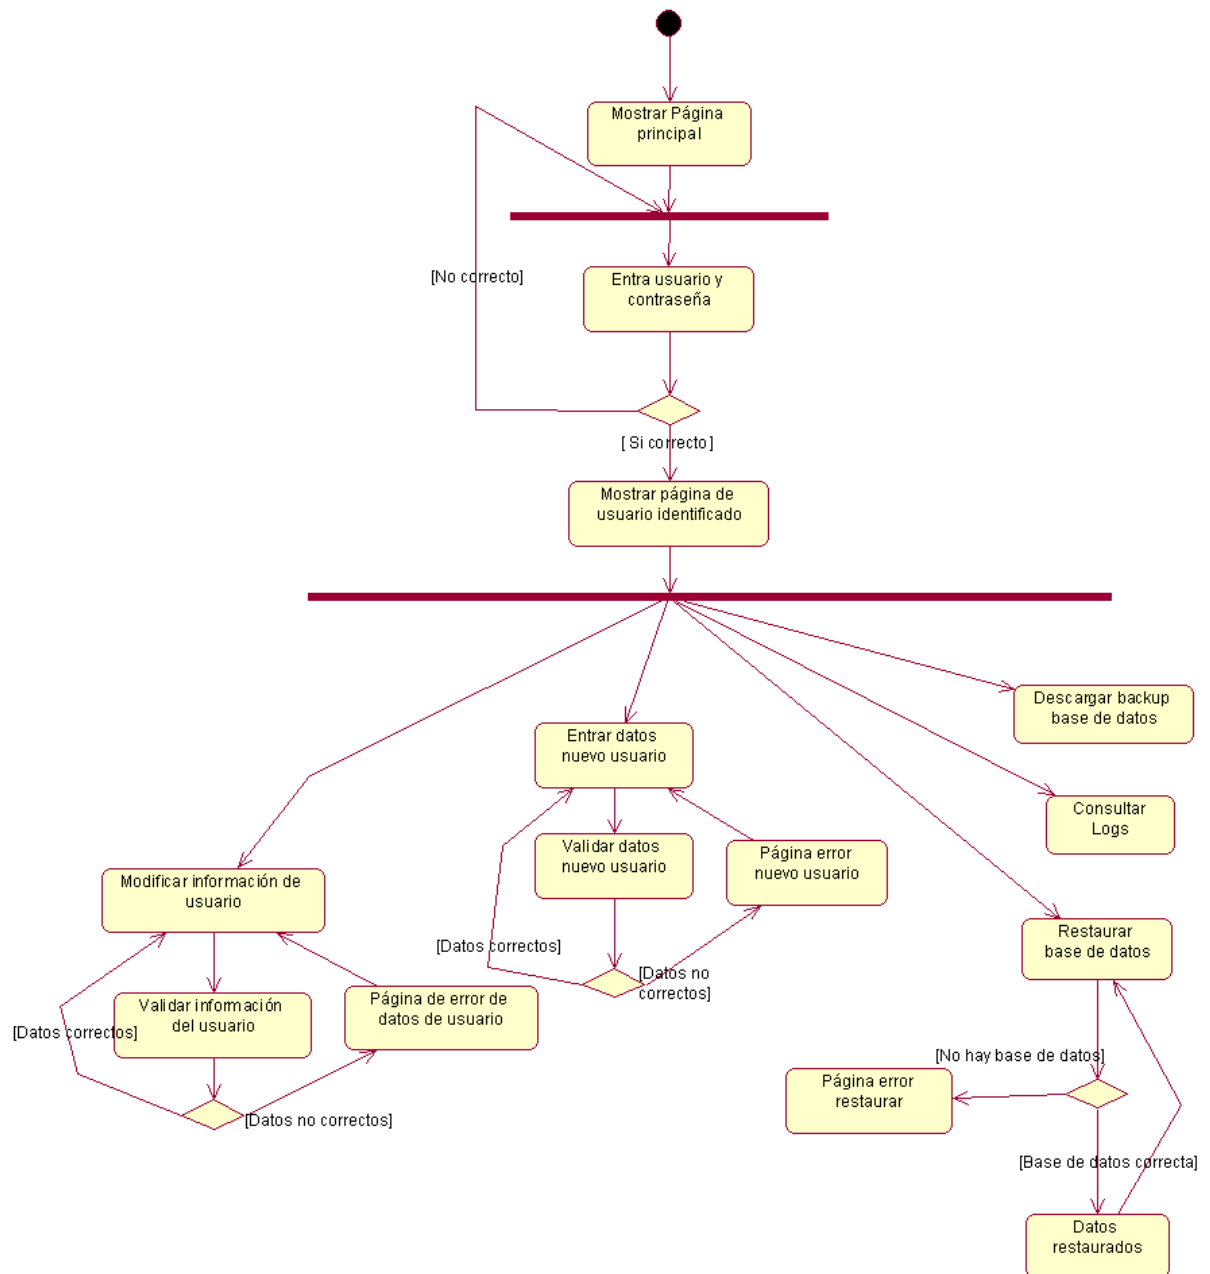 Mostrar Página
principal
[No correcto]
Entra usuario y
contraseña
[ Si correcto ]
Mostrar página de
usuario identificado
Descargar backup
base de datos
Entrar datos
nuevo usuario
Consultar
Logs
Validar datos
nuevo usuario
Página error
nuevo usuario
Modificar información de
usuario
Restaurar
base de datos
[Datos correctos]
[Datos no
correctos]
Validar información
del usuario
Página de error de
datos de usuario
[Datos correctos]
[No hay base de datos]
Página error
restaurar
[Datos no correctos]
[Base de datos correcta]
Datos
restaurados